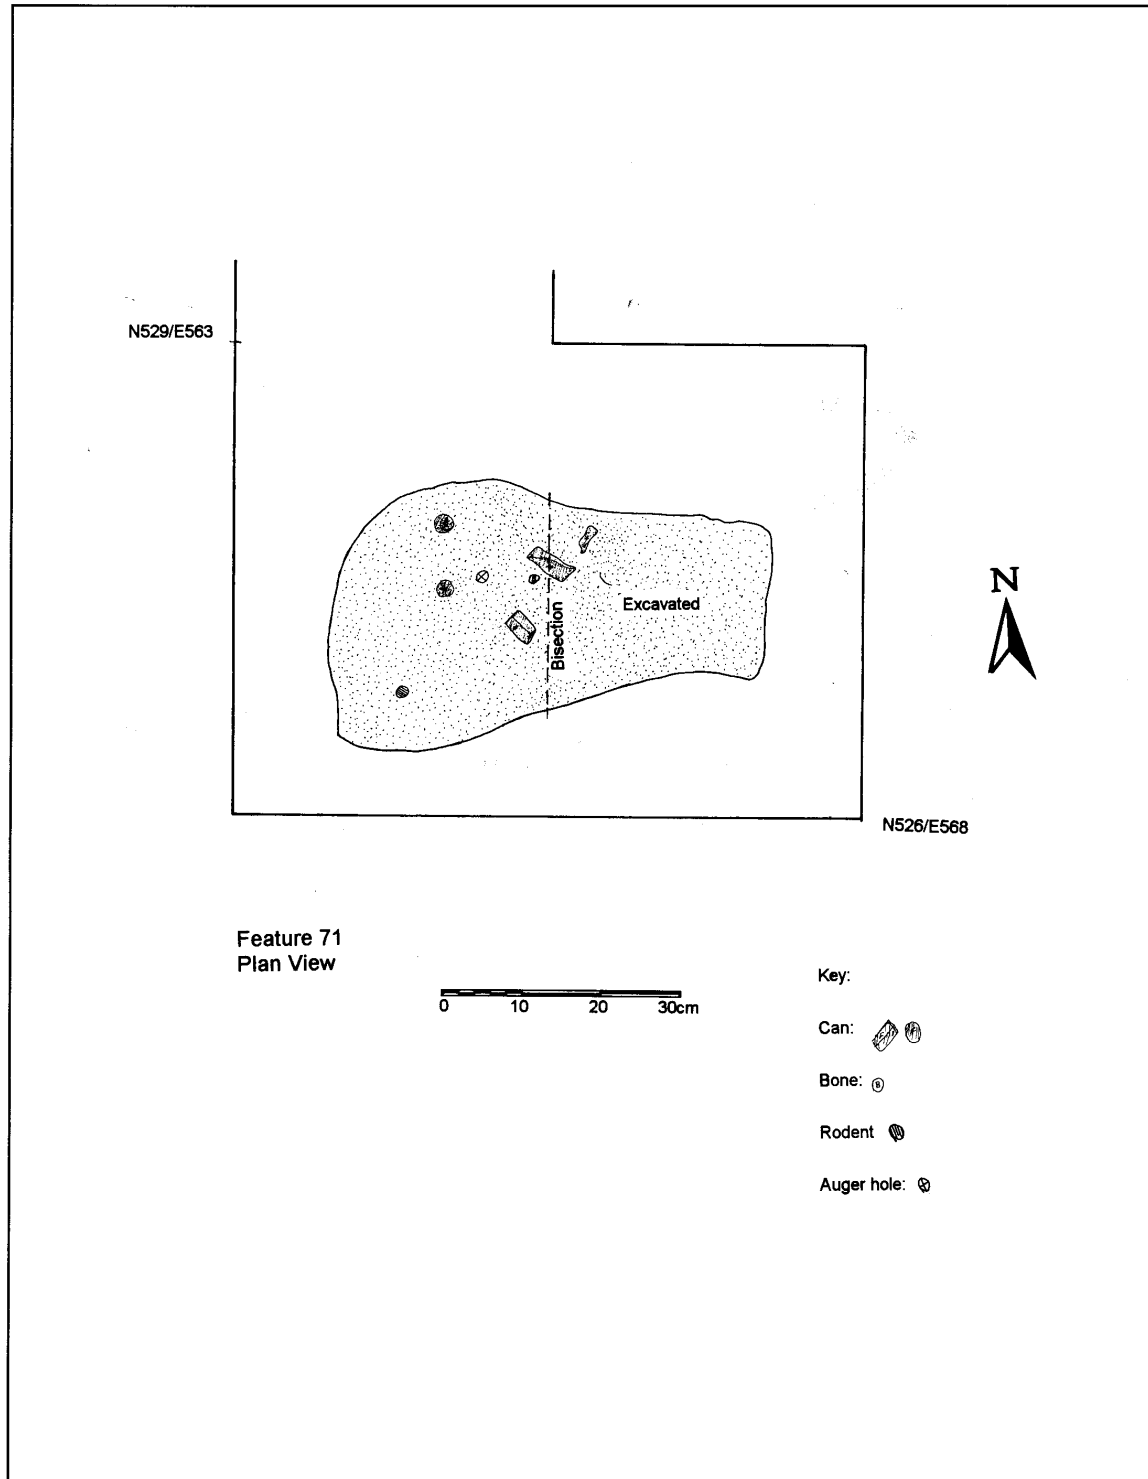 N529/E563
Excavated
Bisection
N
N526/E568
Feature 71
Plan View
0 10 20 30cm
Key:
Can:
Bone:
Rodent
Auger hole: